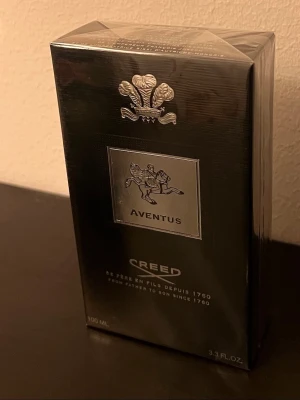 AVENTUS
CREED
DE PÈRE EN FILS DEPUIS 1760
FROM FATHER TO SON SINCE 1760
100 ML
3.3 FL.OZ.